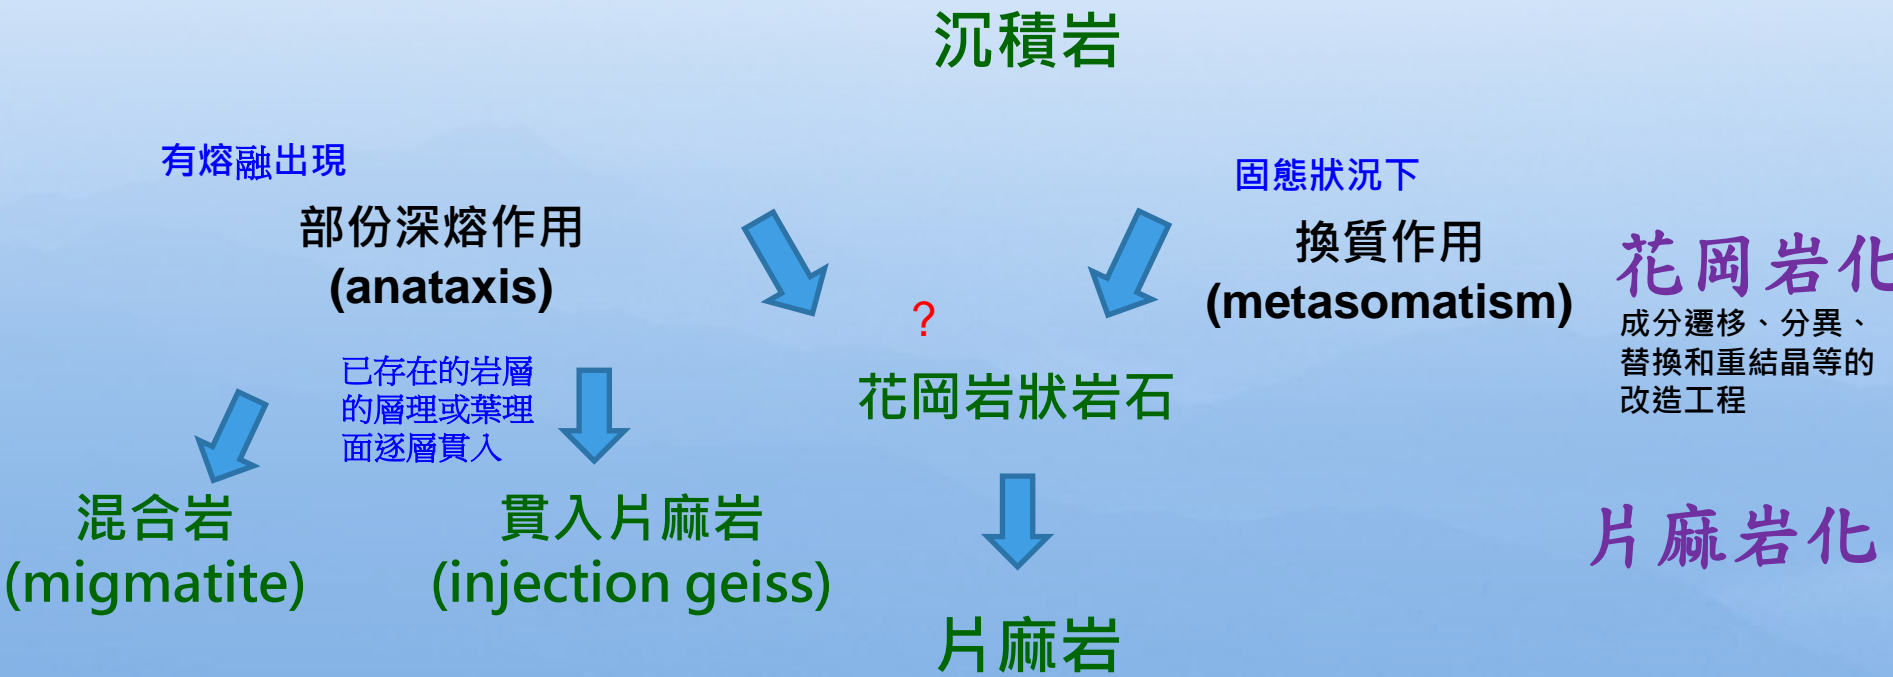 沉積岩
有熔融出現
部份深熔作用
(anataxis)
固態狀況下
換質作用
(metasomatism)
花岡岩化
成分遷移、分異、
替換和重結晶等的
改造工程
?
花岡岩狀岩石
已存在的岩層
的層理或葉理
面逐層貫入
混合岩
(migmatite)
貫入片麻岩
(injection geiss)
片麻岩化
片麻岩